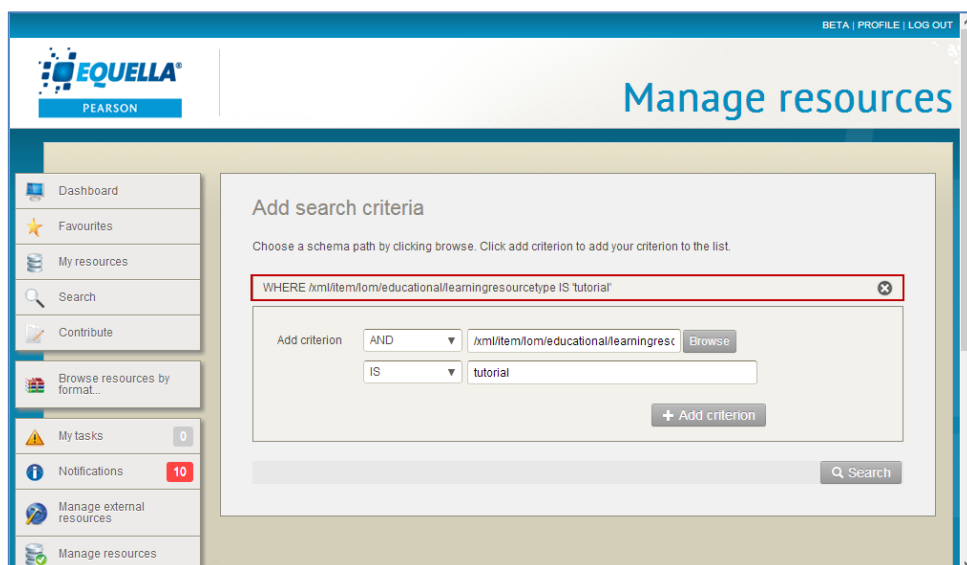 BETA | PROFILE | LOG OUT
EQUELLA®
PEARSON
Manage resources
Dashboard
Favourites
My resources
Search
Contribute
Browse resources by
format...
My tasks 0
Notifications 10
Manage external
resources
Manage resources
Add search criteria
Choose a schema path by clicking browse. Click add criterion to add your criterion to the list.
WHERE /xml/item/lom/educational/learningresourcetype IS 'tutorial'
Add criterion AND /xml/item/lom/educational/learningresc Browse
IS tutorial
+ Add criterion
Search